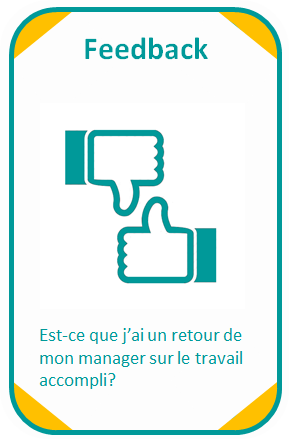 Feedback
Est-ce que j’ai un retour de
mon manager sur le travail
accompli?